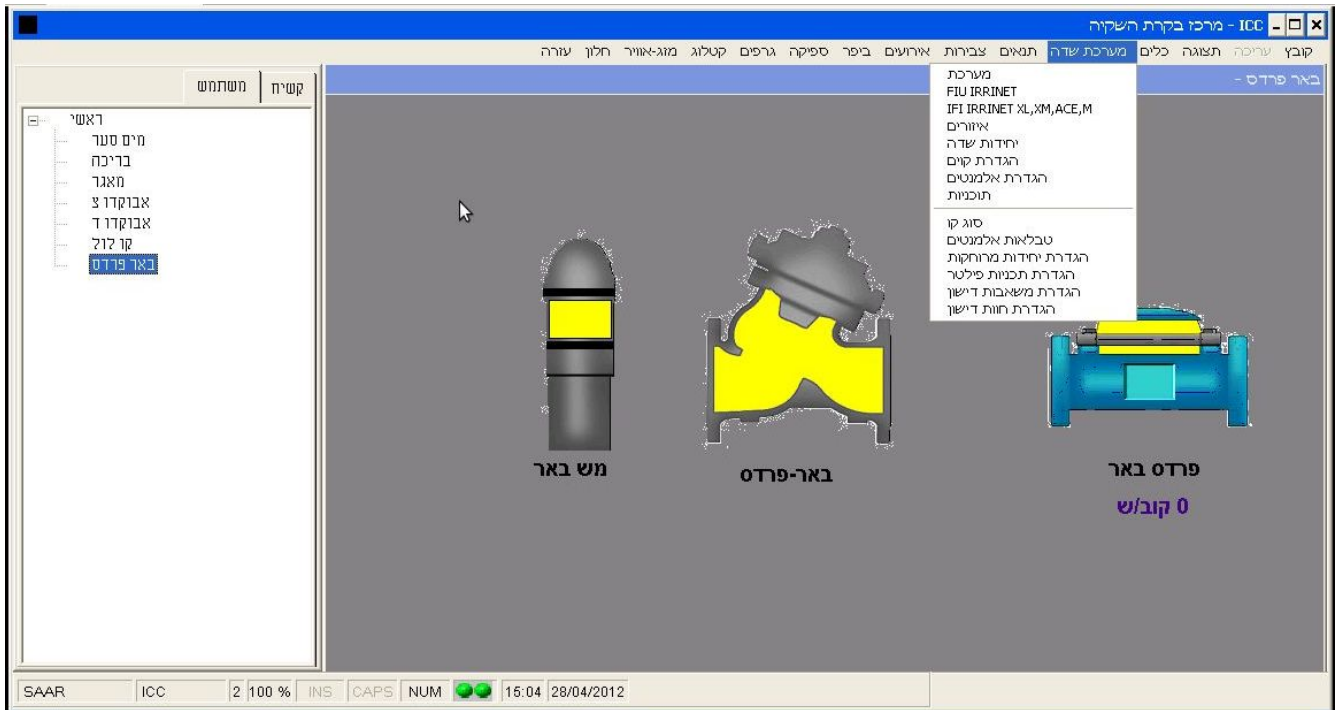 ICC - מרכז בקרת השקיה
קובץ עריכה תצוגה כלים מערכת שדה תנאים צבירות אירועים ביפר ספיקה גרפים קטלוג מזג-אוויר חלון עזרה
באר פרדס -
מערכת
FIU IRRINET
IFI IRRINET XL,XM,ACE,M
איזורים
יחידות שדה
הגדרת קוים
הגדרת אלמנטים
תוכניות
סוג קו
טבלאות אלמנטים
הגדרת יחידות מרוחקות
הגדרת תכניות פילטר
הגדרת משאבות דישון
הגדרת חוות דישון
קשיח משתמש
ראשי
מים סער
בריכה
מאגר
אבוקדו צ
אבוקדו ד
קו לול
באר פרדס
פרדס באר
0 קוב/ש
באר-פרדס
מש באר
SAAR ICC 2 100 % INS CAPS NUM 15:04 28/04/2012